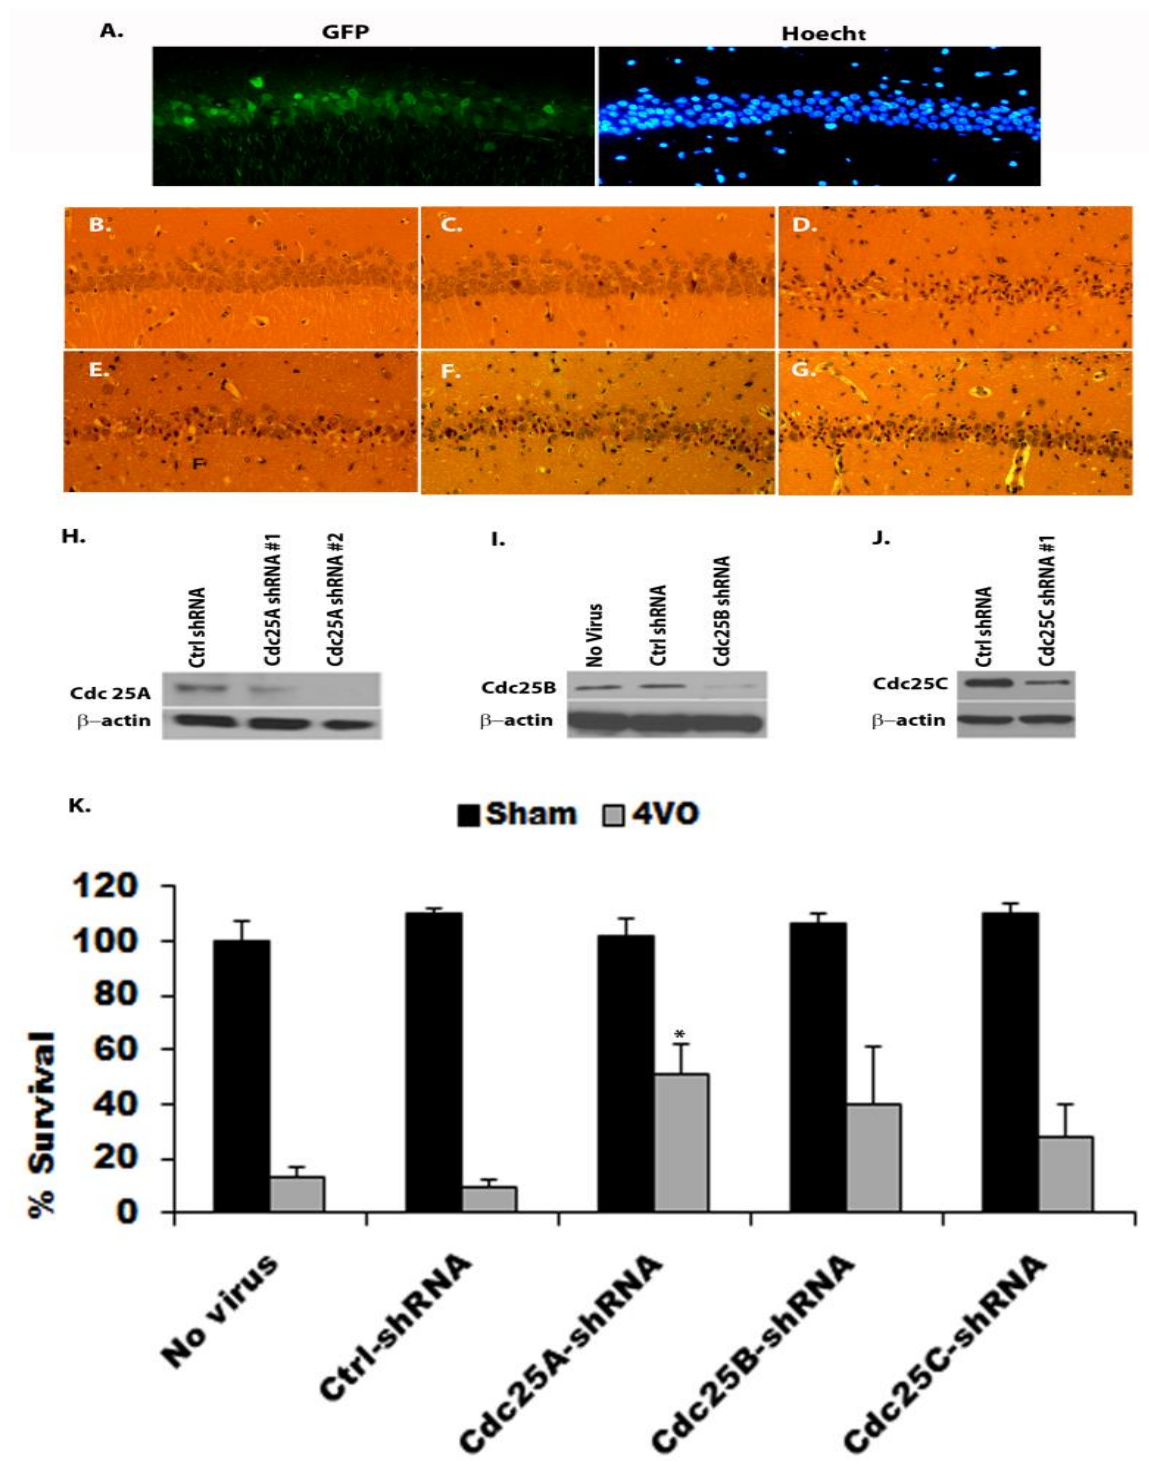 A.
GFP
Hoecht
B.
C.
D.
E.
F.
G.
F
H.
Ctrl shRNA
Cdc25A shRNA #1
Cdc25A shRNA #2
Cdc 25A
β–actin
I.
No Virus
Ctrl shRNA
Cdc25B shRNA
Cdc25B
β–actin
J.
Ctrl shRNA
Cdc25C shRNA #1
Cdc25C
β–actin
K.
Sham 4VO
% Survival
120
100
80
60
40
20
0
*
No virus
Ctrl-shRNA
Cdc25A-shRNA
Cdc25B-shRNA
Cdc25C-shRNA